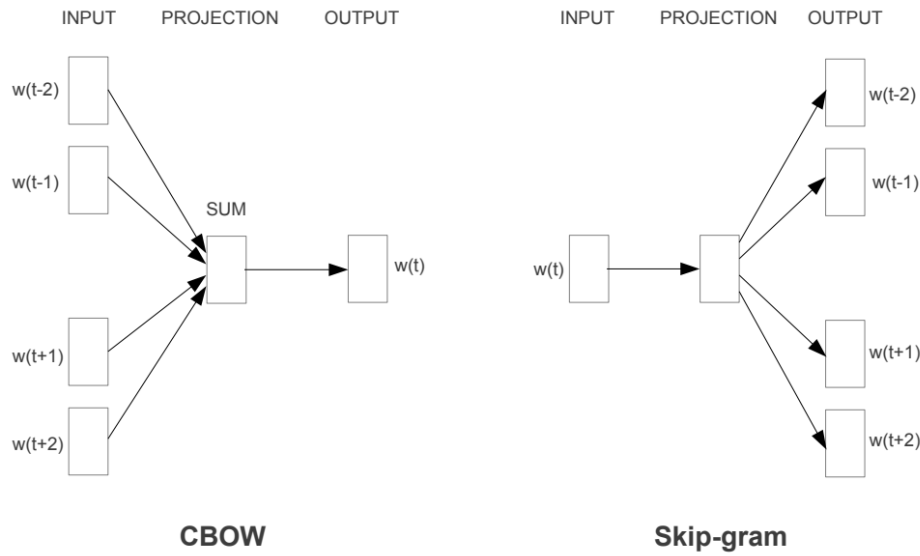 INPUT PROJECTION OUTPUT
w(t-2)
w(t-1)
SUM
w(t)
w(t+1)
w(t+2)
CBOW
INPUT PROJECTION OUTPUT
w(t-2)
w(t-1)
w(t)
w(t+1)
w(t+2)
Skip-gram